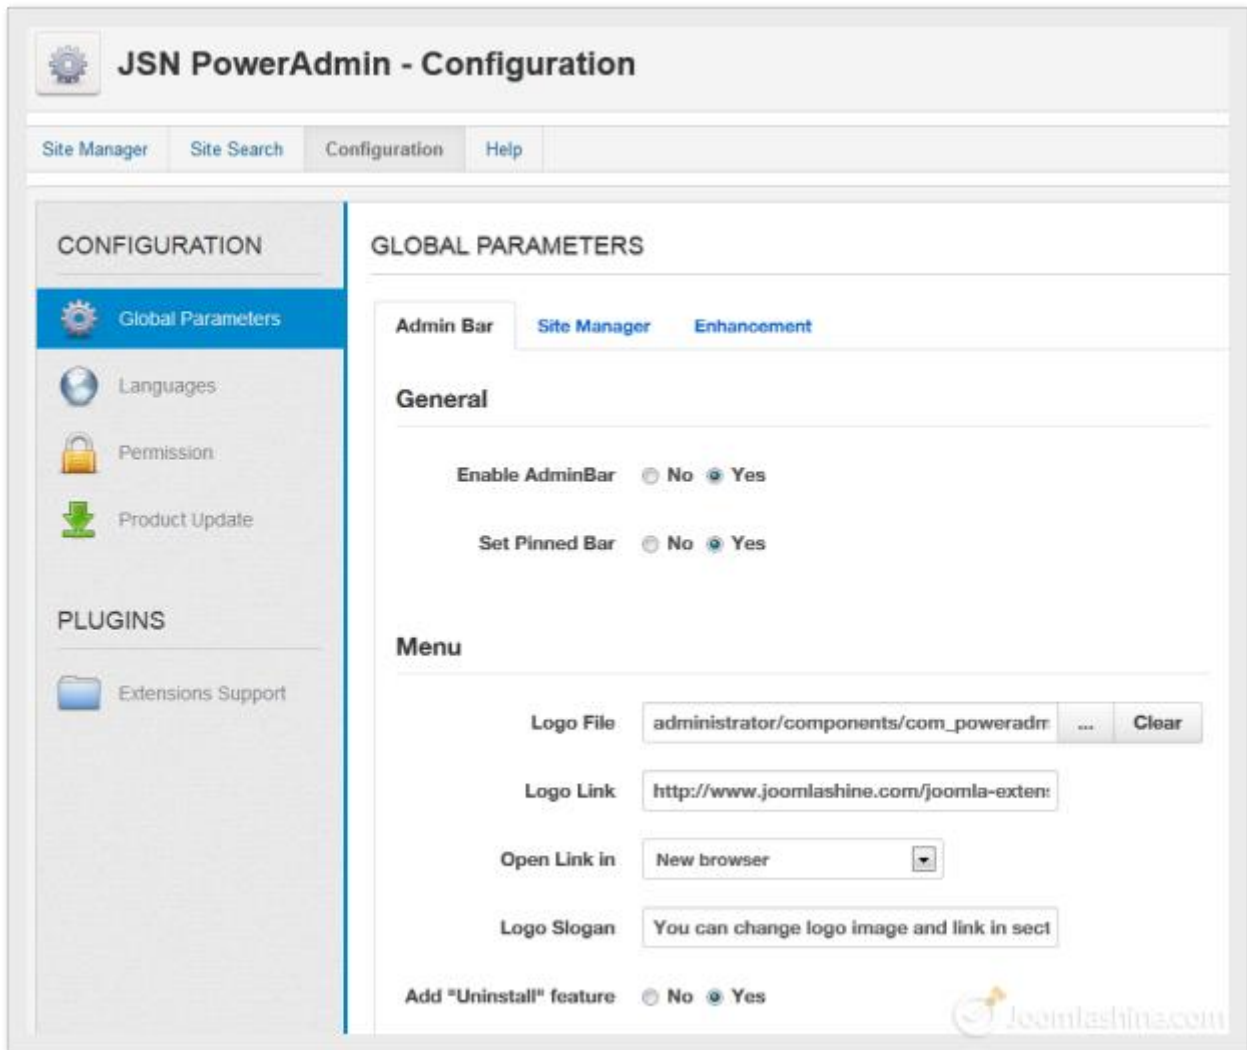 JSN PowerAdmin - Configuration
Site Manager Site Search Configuration Help
CONFIGURATION
Global Parameters
Languages
Permission
Product Update
PLUGINS
Extensions Support
GLOBAL PARAMETERS
Admin Bar Site Manager Enhancement
General
Enable AdminBar No Yes
Set Pinned Bar No Yes
Menu
Logo File administrator/components/com_poweradm ... Clear
Logo Link http://www.joomlashine.com/joomla-extens
Open Link in New browser
Logo Slogan You can change logo image and link in sect
Add "Uninstall" feature No Yes
Joomlashine.com